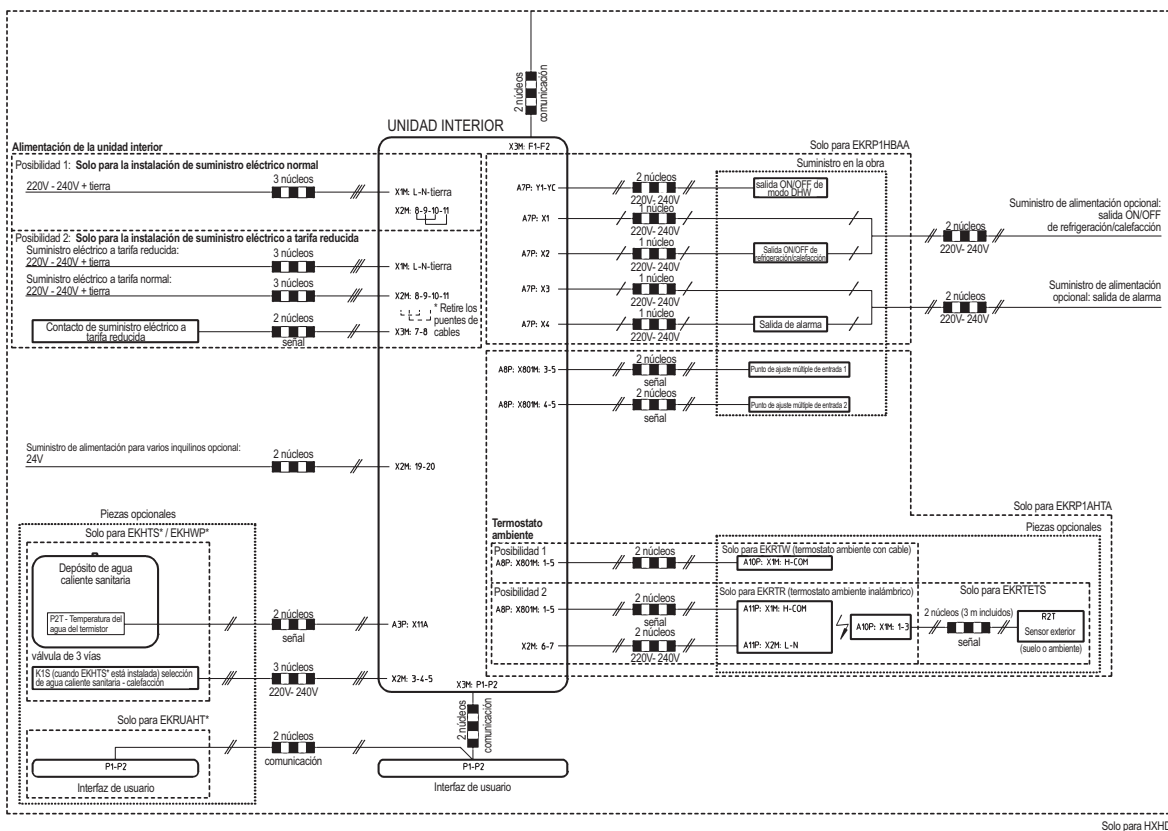 2 núcleos
comunicación
UNIDAD INTERIOR
X3M: F1-F2
Alimentación de la unidad interior
Posibilidad 1: Solo para la instalación de suministro eléctrico normal
220V - 240V + tierra
3 núcleos
X1M: L-N-tierra
X2M: 8-9-10-11
Posibilidad 2: Solo para la instalación de suministro eléctrico a tarifa reducida
Suministro eléctrico a tarifa reducida:
220V - 240V + tierra
3 núcleos
X1M: L-N-tierra
Suministro eléctrico a tarifa normal:
220V - 240V + tierra
3 núcleos
X2M: 8-9-10-11
* Retire los
puentes de
cables
Contacto de suministro eléctrico a
tarifa reducida
2 núcleos
señal
X3M: 7-8
Solo para EKRP1HBAA
Suministro en la obra
A7P: Y1-YC
2 núcleos
220V- 240V
salida ON/OFF de
modo DHW
A7P: X1
1 núcleo
220V- 240V
A7P: X2
1 núcleo
220V- 240V
Salida ON/OFF de
refrigeración/calefacción
2 núcleos
220V- 240V
Suministro de alimentación opcional:
salida ON/OFF
de refrigeración/calefacción
A7P: X3
1 núcleo
220V- 240V
A7P: X4
1 núcleo
220V- 240V
Salida de alarma
2 núcleos
220V- 240V
Suministro de alimentación
opcional: salida de alarma
A8P: X801M: 3-5
2 núcleos
señal
Punto de ajuste múltiple de entrada 1
A8P: X801M: 4-5
2 núcleos
señal
Punto de ajuste múltiple de entrada 2
Suministro de alimentación para varios inquilinos opcional:
24V
2 núcleos
X2M: 19-20
Solo para EKRP1AHTA
Piezas opcionales
Termostato
ambiente
Posibilidad 1
A8P: X801M: 1-5
2 núcleos
señal
Solo para EKRTW (termostato ambiente con cable)
A10P: X1M: H-COM
Posibilidad 2
A8P: X801M: 1-5
2 núcleos
señal
Solo para EKRTR (termostato ambiente inalámbrico)
A11P: X1M: H-COM
X2M: 6-7
2 núcleos
220V- 240V
A11P: X2M: L-N
A10P: X1M: 1-3
Solo para EKRTETS
2 núcleos (3 m incluidos)
señal
R2T
Sensor exterior
(suelo o ambiente)
Piezas opcionales
Solo para EKHTS* / EKHWP*
Depósito de agua
caliente sanitaria
P2T - Temperatura del
agua del termistor
2 núcleos
señal
A3P: X11A
válvula de 3 vías
K1S (cuando EKHTS* está instalada) selección
de agua caliente sanitaria - calefacción
3 núcleos
220V- 240V
X2M: 3-4-5
X3M: P1-P2
2 núcleos
comunicación
Solo para EKRUAHT*
2 núcleos
comunicación
P1-P2
Interfaz de usuario
P1-P2
Interfaz de usuario
Solo para HXHD